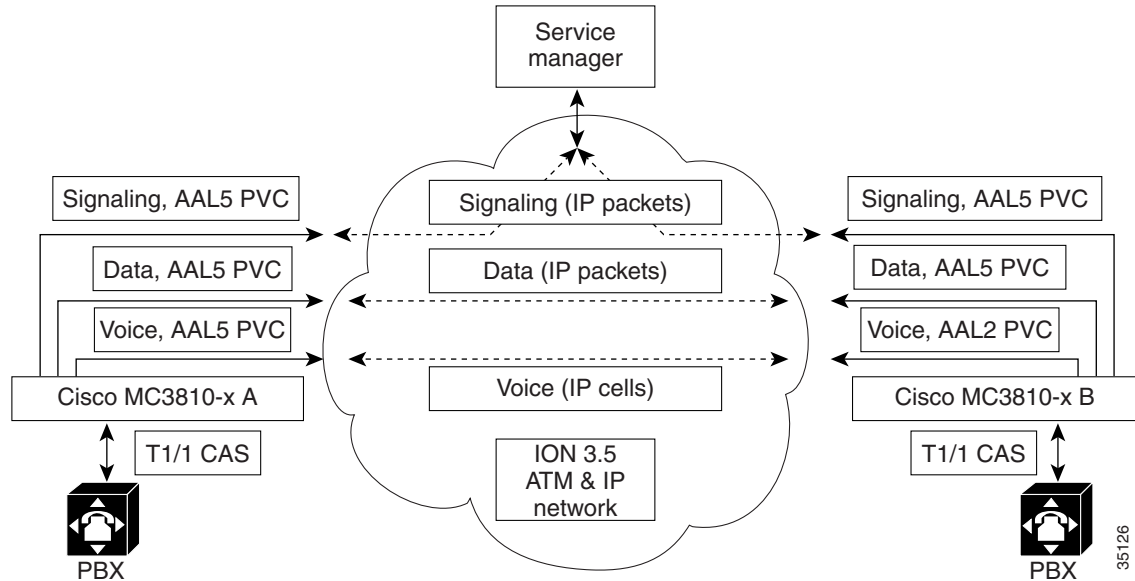 Service
manager
Signaling, AAL5 PVC
Signaling (IP packets)
Signaling, AAL5 PVC
Data, AAL5 PVC
Data (IP packets)
Data, AAL5 PVC
Voice, AAL5 PVC
Voice, AAL2 PVC
Cisco MC3810-x A
Voice (IP cells)
Cisco MC3810-x B
T1/1 CAS
ION 3.5
ATM & IP
network
T1/1 CAS
PBX
PBX
35126